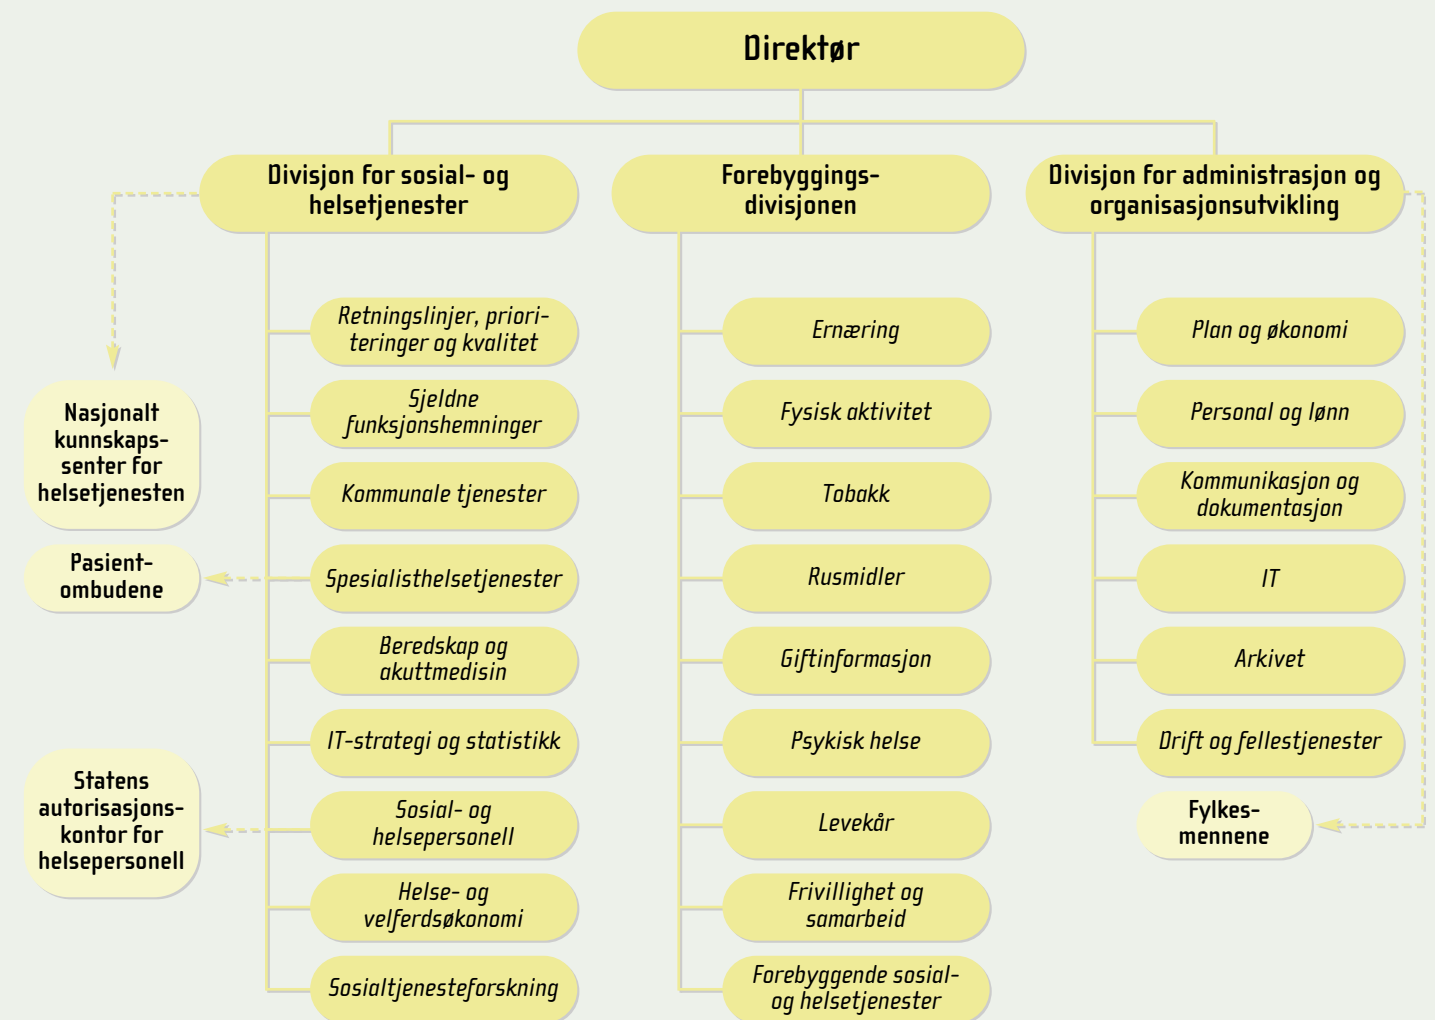 Direktør
Divisjon for sosial- og
helsetjenester
Forebyggings-
divisjonen
Divisjon for administrasjon og
organisasjonsutvikling
Nasjonalt
kunnskaps-
senter for
helsetjenesten
Pasient-
ombudene
Statens
autorisasjons-
kontor for
helsepersonell
Retningslinjer, priori-
teringer og kvalitet
Sjeldne
funksjonshemninger
Kommunale tjenester
Spesialisthelsetjenester
Beredskap og
akuttmedisin
IT-strategi og statistikk
Sosial- og
helsepersonell
Helse- og
velferdsøkonomi
Sosialtjenesteforskning
Ernæring
Fysisk aktivitet
Tobakk
Rusmidler
Giftinformasjon
Psykisk helse
Levekår
Frivillighet og
samarbeid
Forebyggende sosial-
og helsetjenester
Plan og økonomi
Personal og lønn
Kommunikasjon og
dokumentasjon
IT
Arkivet
Drift og fellestjenester
Fylkes-
mennene